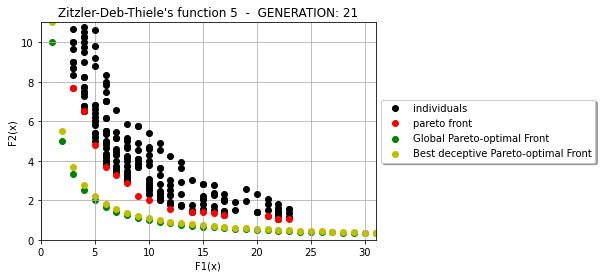 Zitzler-Deb-Thiele's function 5 - GENERATION: 21
10
8
6
4
2
0
F2(x)
0 5 10 15 20 25 30
F1(x)
individuals
pareto front
Global Pareto-optimal Front
Best deceptive Pareto-optimal Front